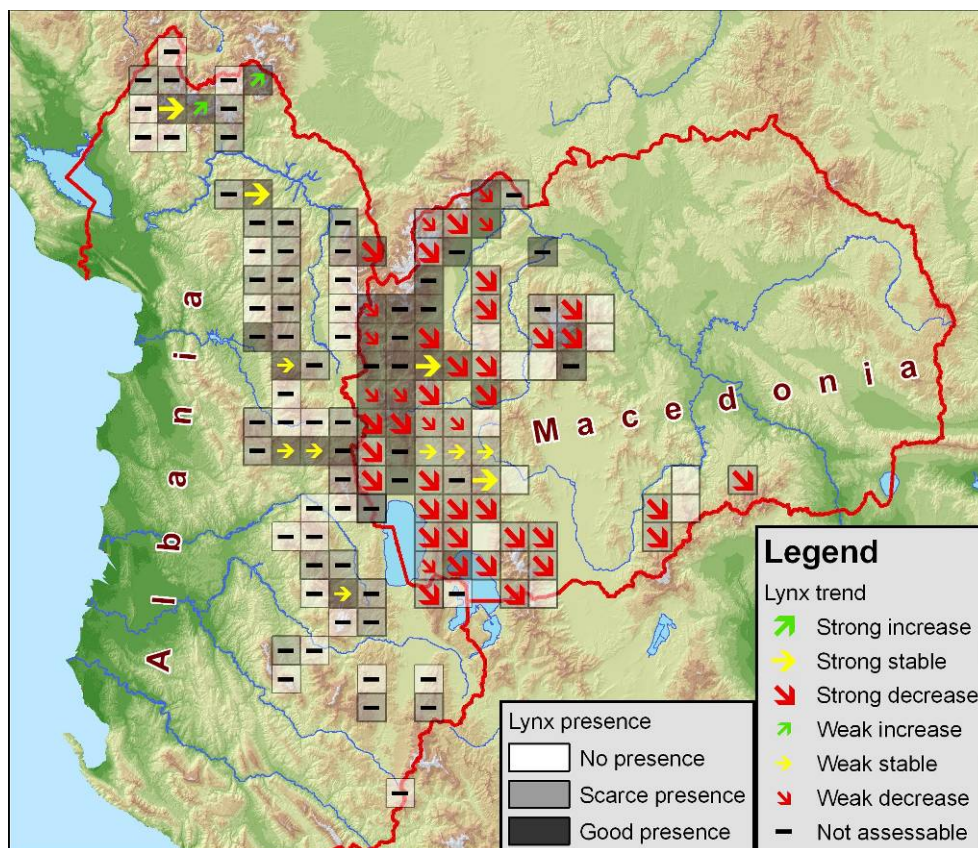 Albania
Macedonia
Legend
Lynx trend
Strong increase
Strong stable
Strong decrease
Weak increase
Weak stable
Weak decrease
Not assessable
Lynx presence
No presence
Scarce presence
Good presence